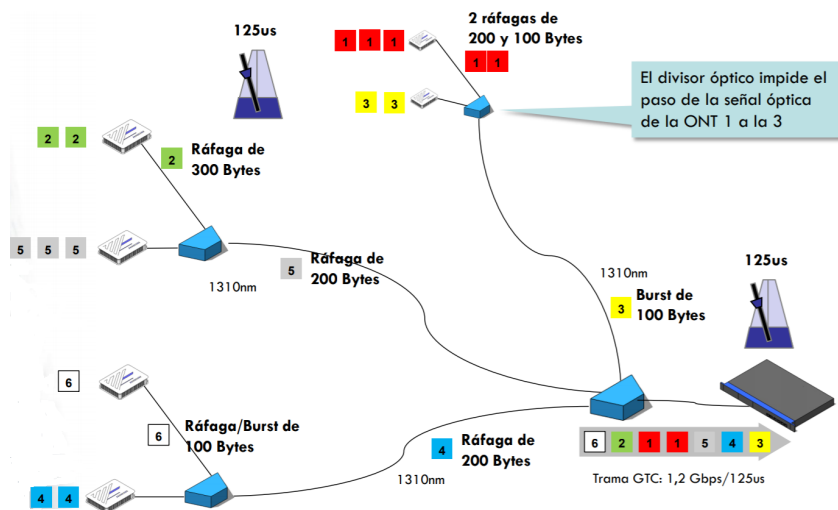 125us
1 1 1
2 ráfagas de
200 y 100 Bytes
1 1
3 3
El divisor óptico impide el
paso de la señal óptica
de la ONT 1 a la 3
2 2
2
Ráfaga de
300 Bytes
5 5 5
1310nm
5
Ráfaga de
200 Bytes
1310nm
3
Burst de
100 Bytes
125us
6
6
Ráfaga/Burst de
100 Bytes
4 4
4
Ráfaga de
200 Bytes
1310nm
6 2 1 1 5 4 3
Trama GTC: 1,2 Gbps/125us